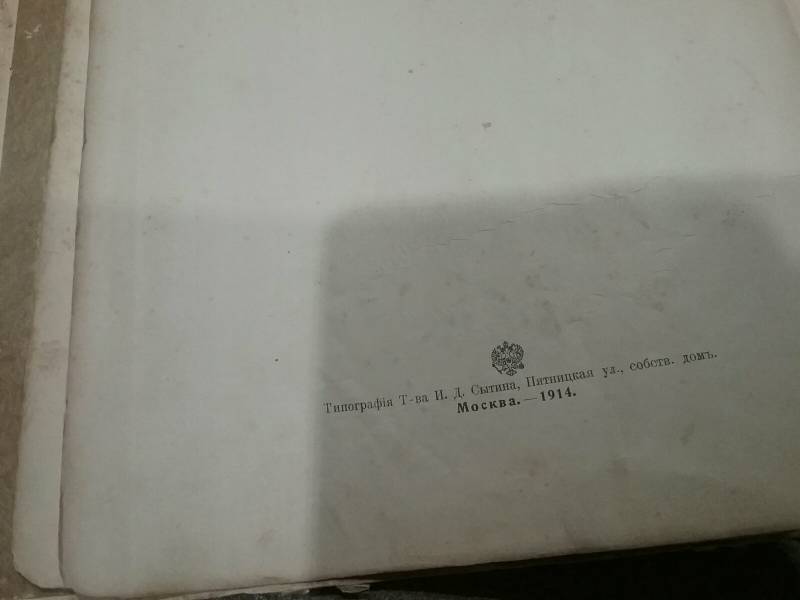 Типографія Т-ва И. Д. Сытина, Пятницкая ул., собств. домъ.
Москва.—1914.